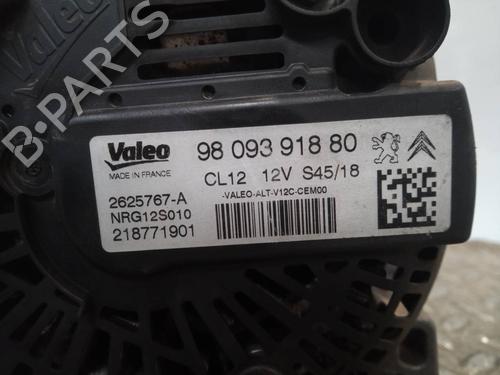 Valeo
B-PARTS
Valeo 98 093 918 80
MADE IN FRANCE
CL12 12V S45/18
-VALEO-ALT-V12C-CEM00
2625767-A
NRG12S010
218771901